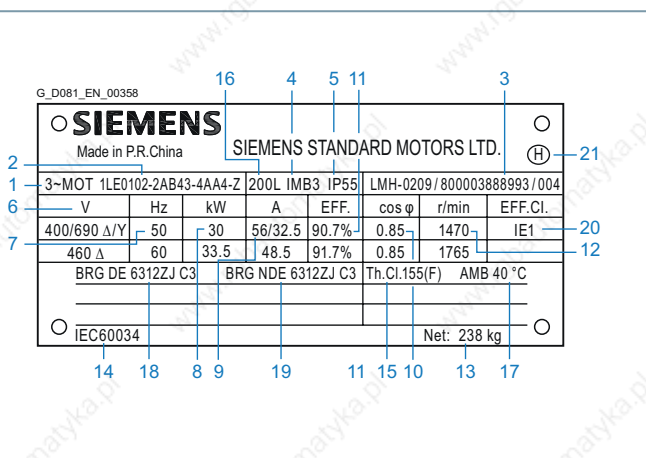 G_D081_EN_00358
16 4 5 11 3
SIEMENS
Made in P.R.China
SIEMENS STANDARD MOTORS LTD.
H
21
2
1
3~MOT 1LE0102-2AB43-4AA4-Z 200L IMB3 IP55 LMH-0209/800003888993/004
6
V Hz kW A EFF. cos φ r/min EFF.Cl.
400/690 Δ/Y 50 30 56/32.5 90.7% 0.85 1470 IE1
20
7
12
460 Δ 60 33.5 48.5 91.7% 0.85 1765
BRG DE 6312ZJ C3 BRG NDE 6312ZJ C3 Th.Cl.155(F) AMB 40 °C
IEC60034 Net: 238 kg
14 18 8 9 19 11 15 10 13 17